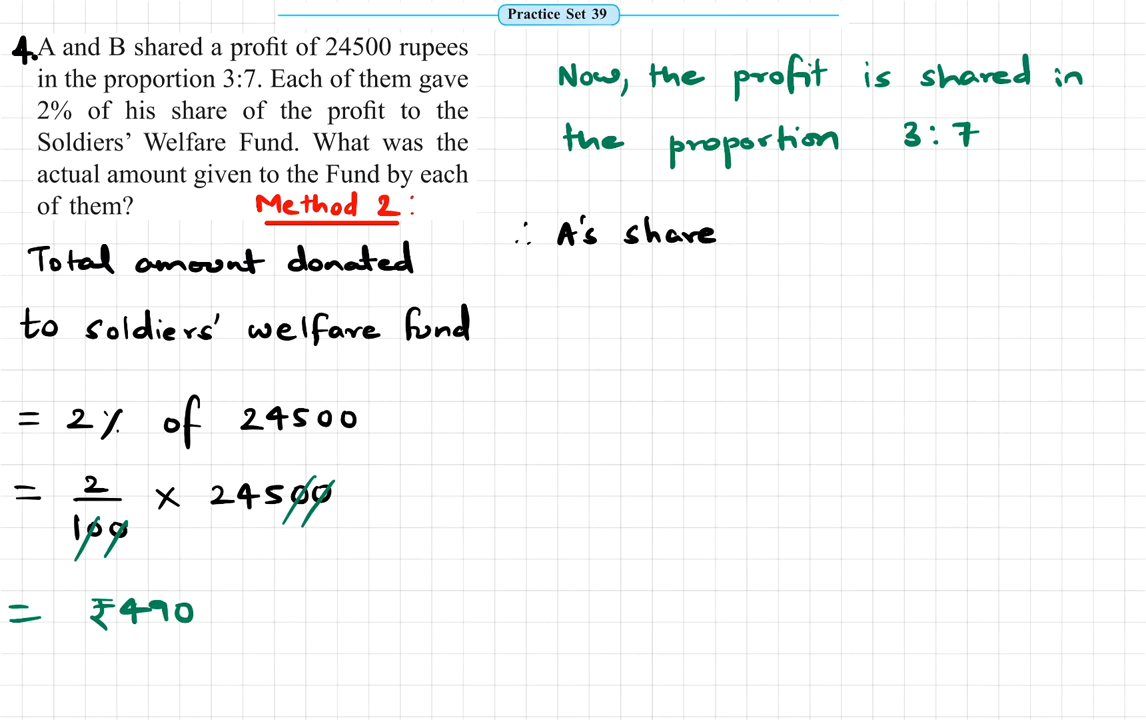 Practice Set 39
4. A and B shared a profit of 24500 rupees
in the proportion 3:7. Each of them gave
2% of his share of the profit to the
Soldiers' Welfare Fund. What was the
actual amount given to the Fund by each
of them?
Method 2:
Total amount donated
to soldiers' welfare fund
= 2% of 24500
= 2/100 × 24500
= ₹490
Now, the profit is shared in
the proportion 3:7
∴ A's share